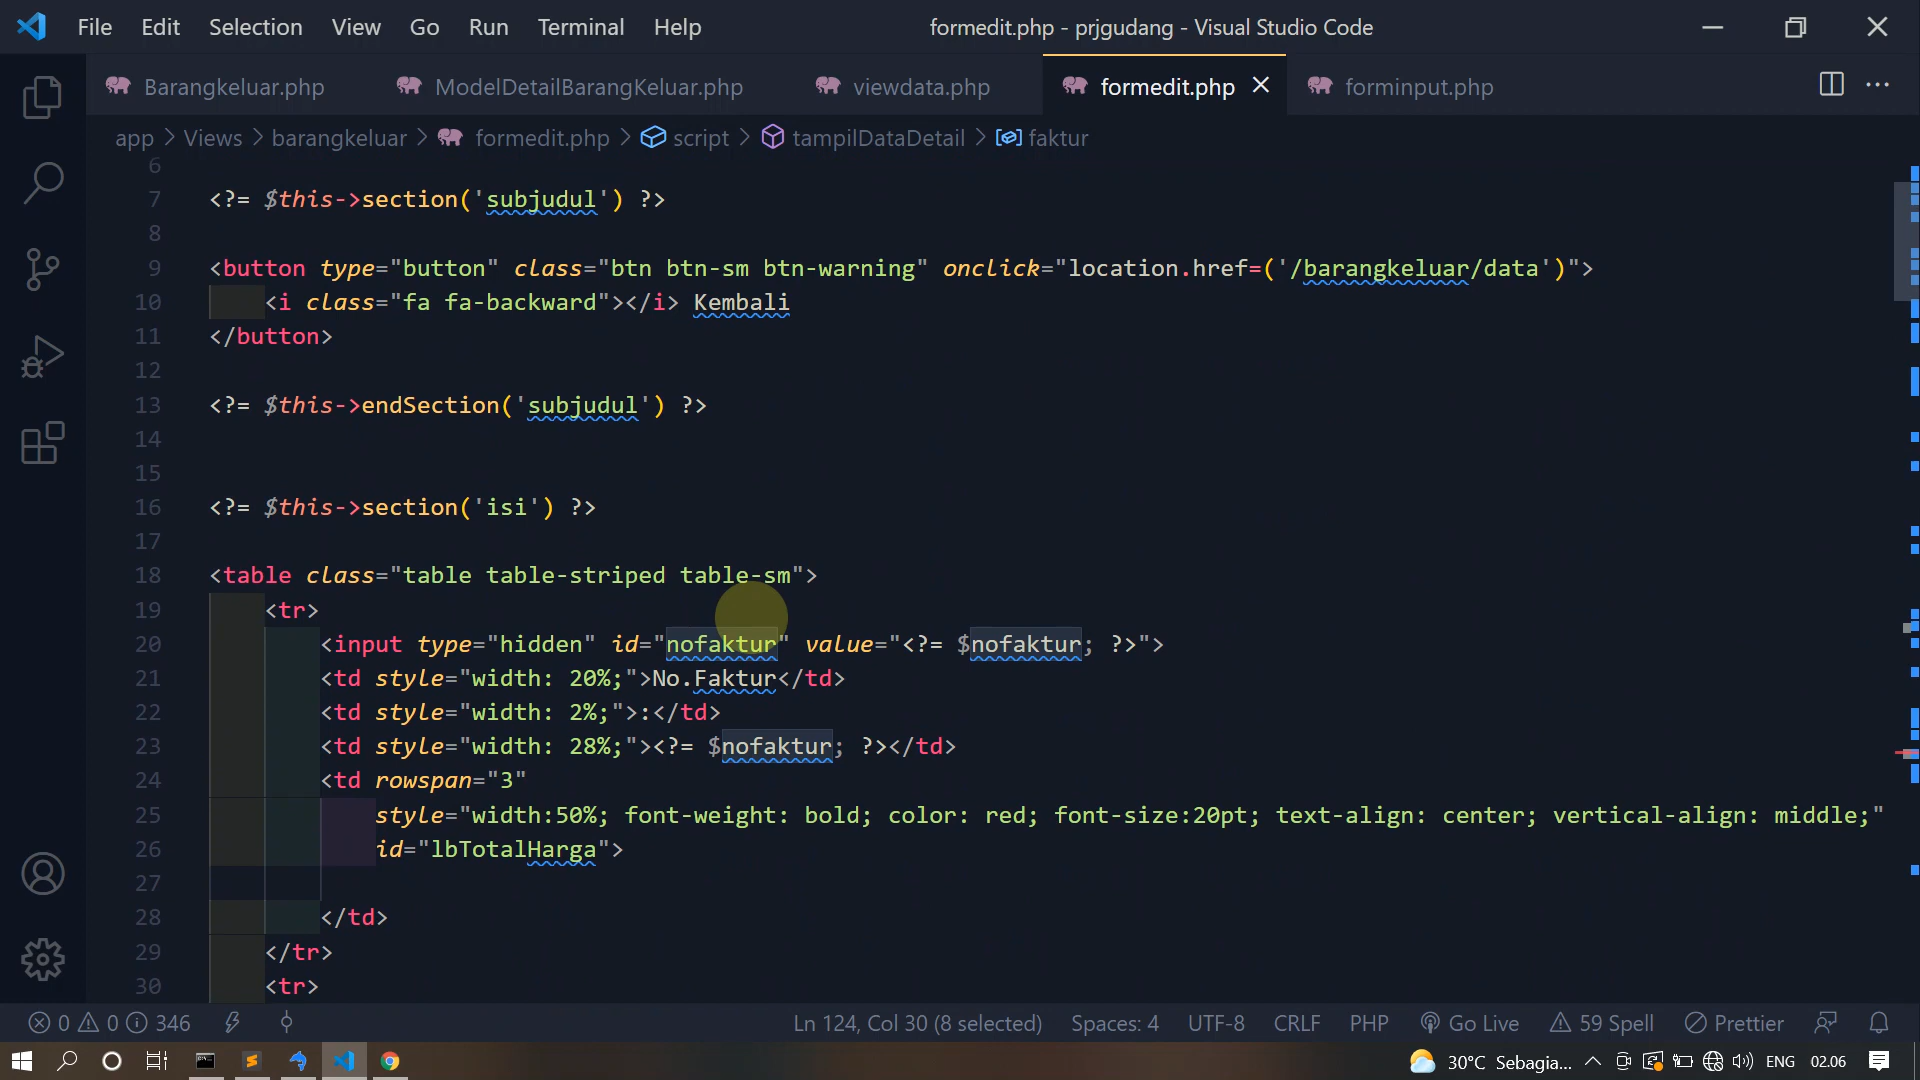 File Edit Selection View Go Run Terminal Help formedit.php - prjgudang - Visual Studio Code
Barangkeluar.php ModelDetailBarangKeluar.php viewdata.php formedit.php forminput.php
app > Views > barangkeluar > formedit.php > script > tampilDataDetail > faktur
6
7 <?= $this->section('subjudul') ?>
8
9 <button type="button" class="btn btn-sm btn-warning" onclick="location.href=('/barangkeluar/data')">
10 <i class="fa fa-backward"></i> Kembali
11 </button>
12
13 <?= $this->endSection('subjudul') ?>
14
15
16 <?= $this->section('isi') ?>
17
18 <table class="table table-striped table-sm">
19 <tr>
20 <input type="hidden" id="nofaktur" value="<?= $nofaktur; ?>">
21 <td style="width: 20%;">No.Faktur</td>
22 <td style="width: 2%;">:</td>
23 <td style="width: 28%;"><?= $nofaktur; ?></td>
24 <td rowspan="3"
25 style="width:50%; font-weight: bold; color: red; font-size:20pt; text-align: center; vertical-align: middle;"
26 id="lbTotalHarga">
27
28 </td>
29 </tr>
30 <tr>
0 0 346 Ln 124, Col 30 (8 selected) Spaces: 4 UTF-8 CRLF PHP Go Live 59 Spell Prettier
30°C Sebagia... ENG 02.06